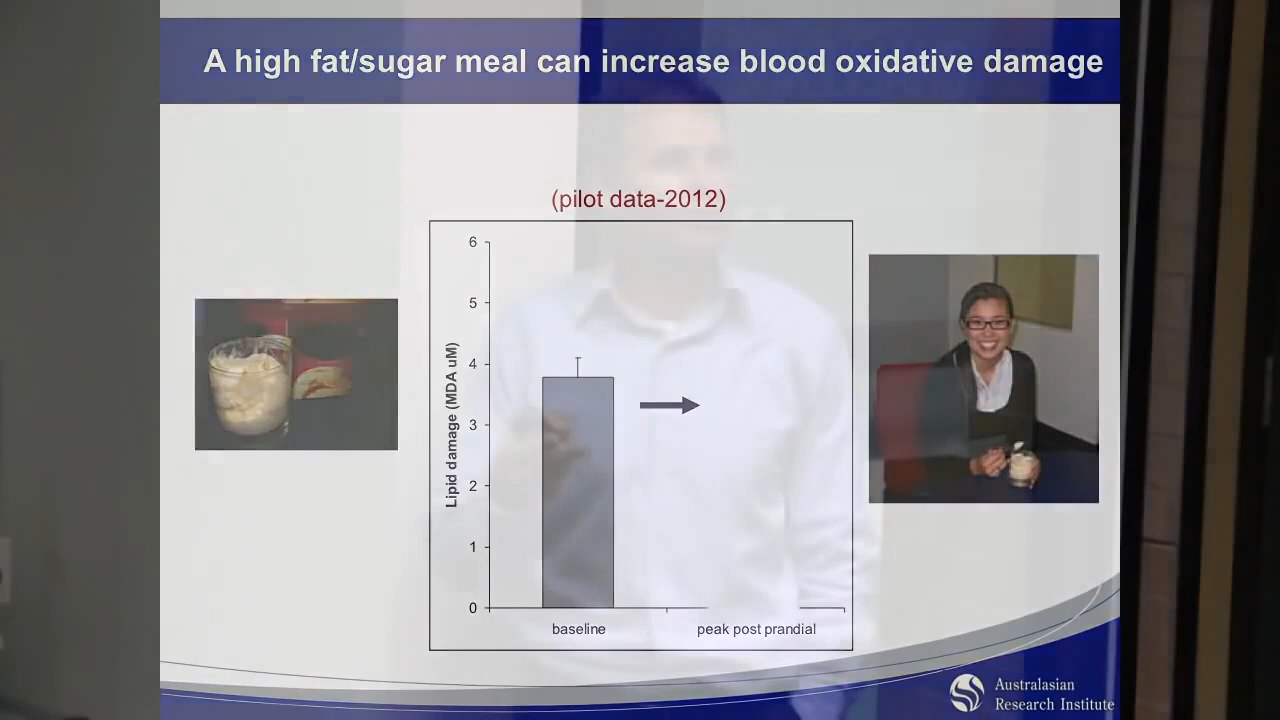 A high fat/sugar meal can increase blood oxidative damage
(pilot data-2012)
Lipid damage (MDA uM)
6
5
4
3
2
1
0
baseline
peak post prandial
Australasian
Research Institute